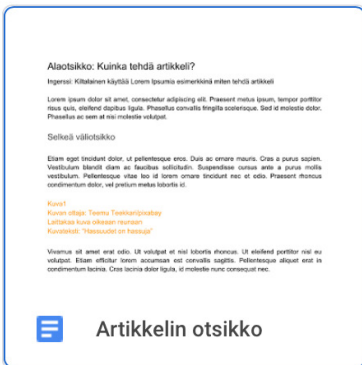 Alaotsikko: Kuinka tehdä artikkeli?
Ingerssi: Kiltalainen käyttää Lorem Ipsumia esimerkkinä miten tehdä artikkeli
Lorem ipsum dolor sit amet, consectetur adipiscing elit. Praesent metus ipsum, tempor porttitor
risus quis, eleifend dapibus ligula. Phasellus convallis fringilla scelerisque. Sed id molestie dolor.
Phasellus ac sem at nisi molestie volutpat.
Selkeä väliotsikko
Etiam eget tincidunt dolor, ut pellentesque eros. Duis ac ornare mauris. Cras a purus sapien.
Vestibulum blandit diam ac faucibus sollicitudin. Suspendisse cursus ante a purus mollis
vestibulum. Pellentesque vitae leo id lorem ornare tincidunt nec et odio. Praesent rhoncus
condimentum dolor, vel pretium metus lobortis id.
Kuva1
Kuvan ottaja: Teemu Teekkari/pixabay
Laittakaa kuva oikeaan reunaan
Kuvateksti: "Hassuudet on hassuja"
Vivamus sit amet erat odio. Ut volutpat et nisl lobortis rhoncus. Ut eleifend porttitor nisl eu
volutpat. Etiam efficitur lorem accumsan est convallis sagittis. Pellentesque aliquet erat in
condimentum lacinia. Cras lacinia dolor ligula, id molestie nunc consequat nec.
Artikkelin otsikko